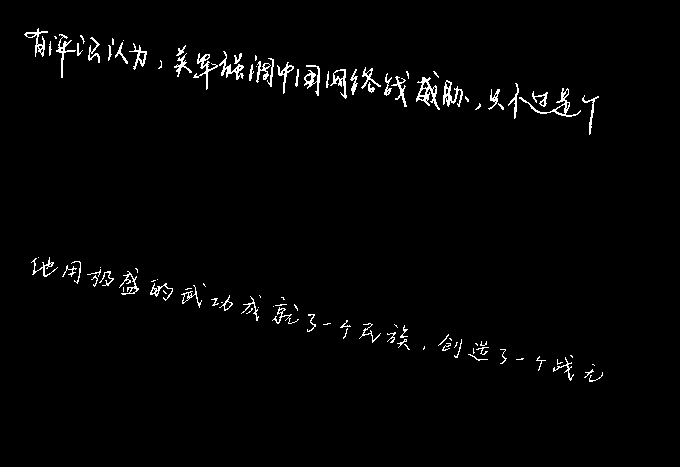 有评论认为，美军强调中国网络战威胁，只不过是个
他用极盛的武功成就了一个民族，创造了一个战无